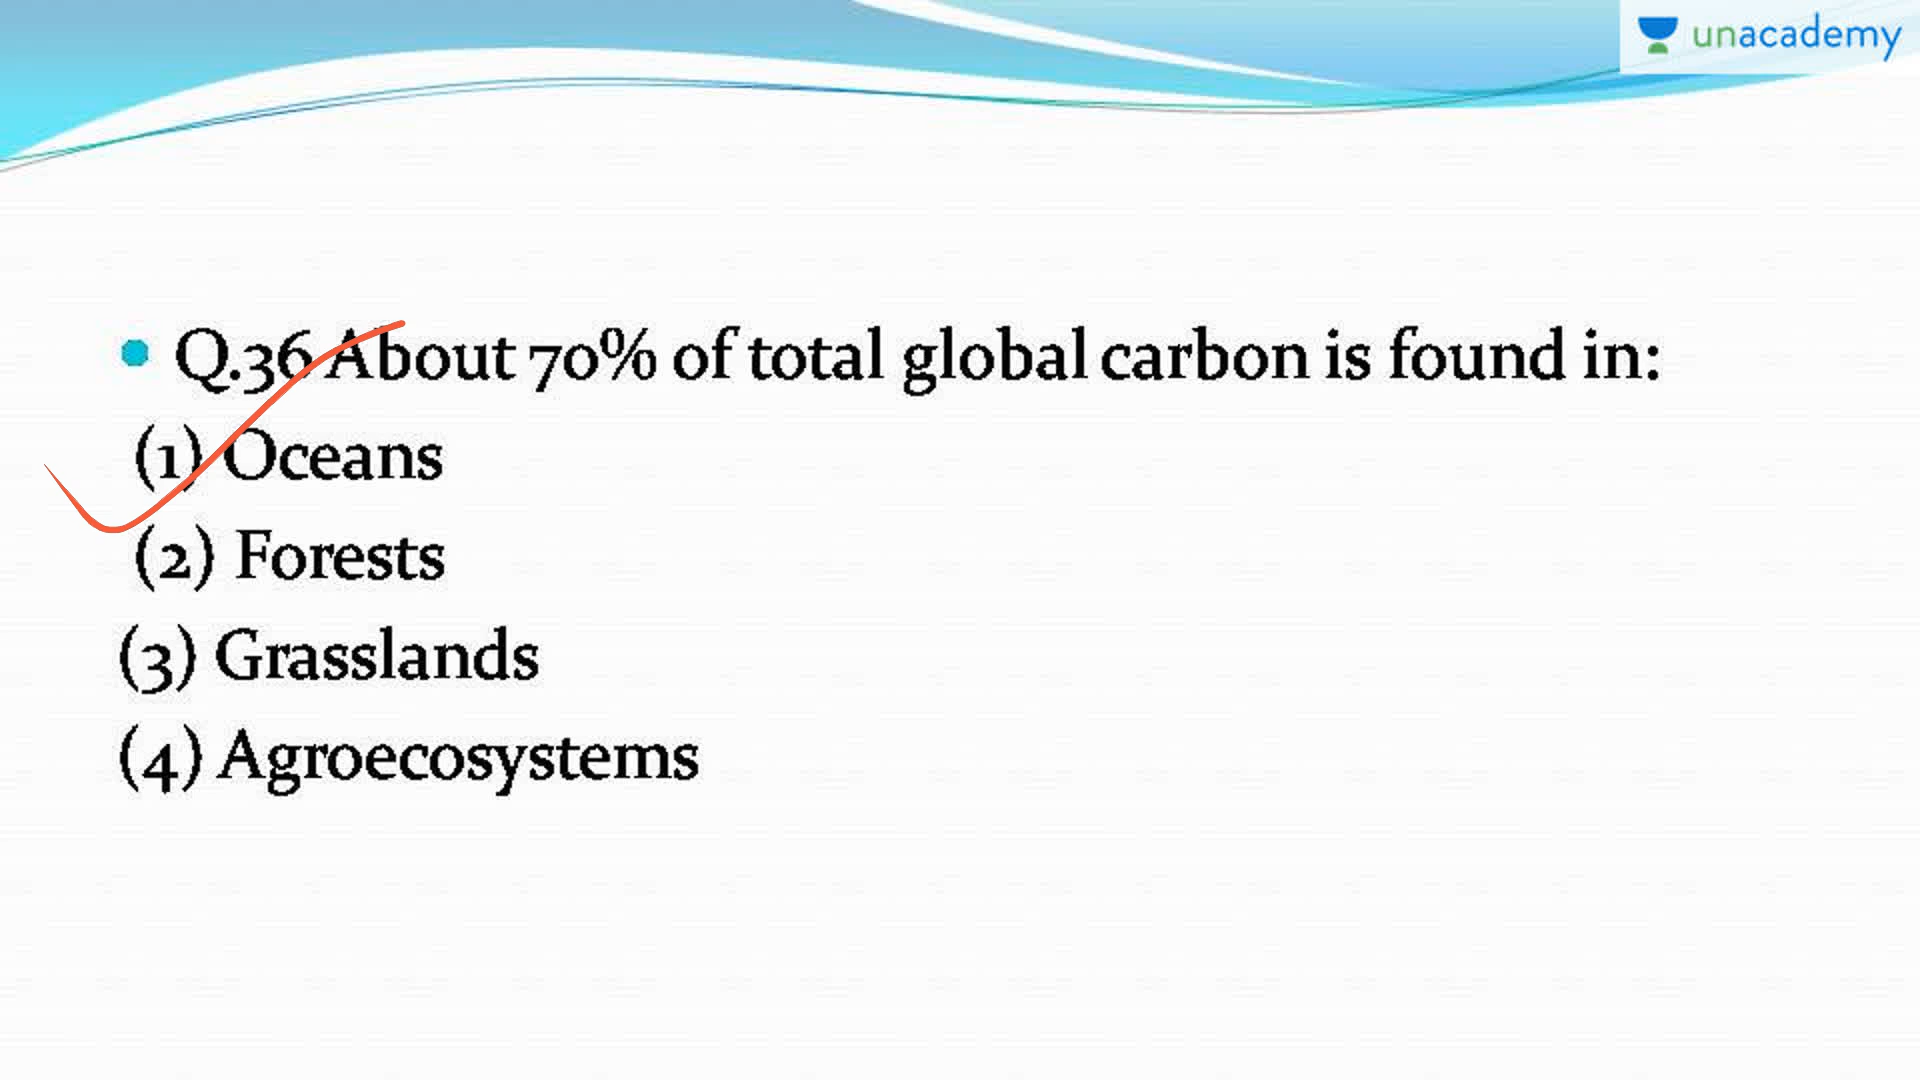 unacademy
Q.36 About 70% of total global carbon is found in:
(1) Oceans
(2) Forests
(3) Grasslands
(4) Agroecosystems